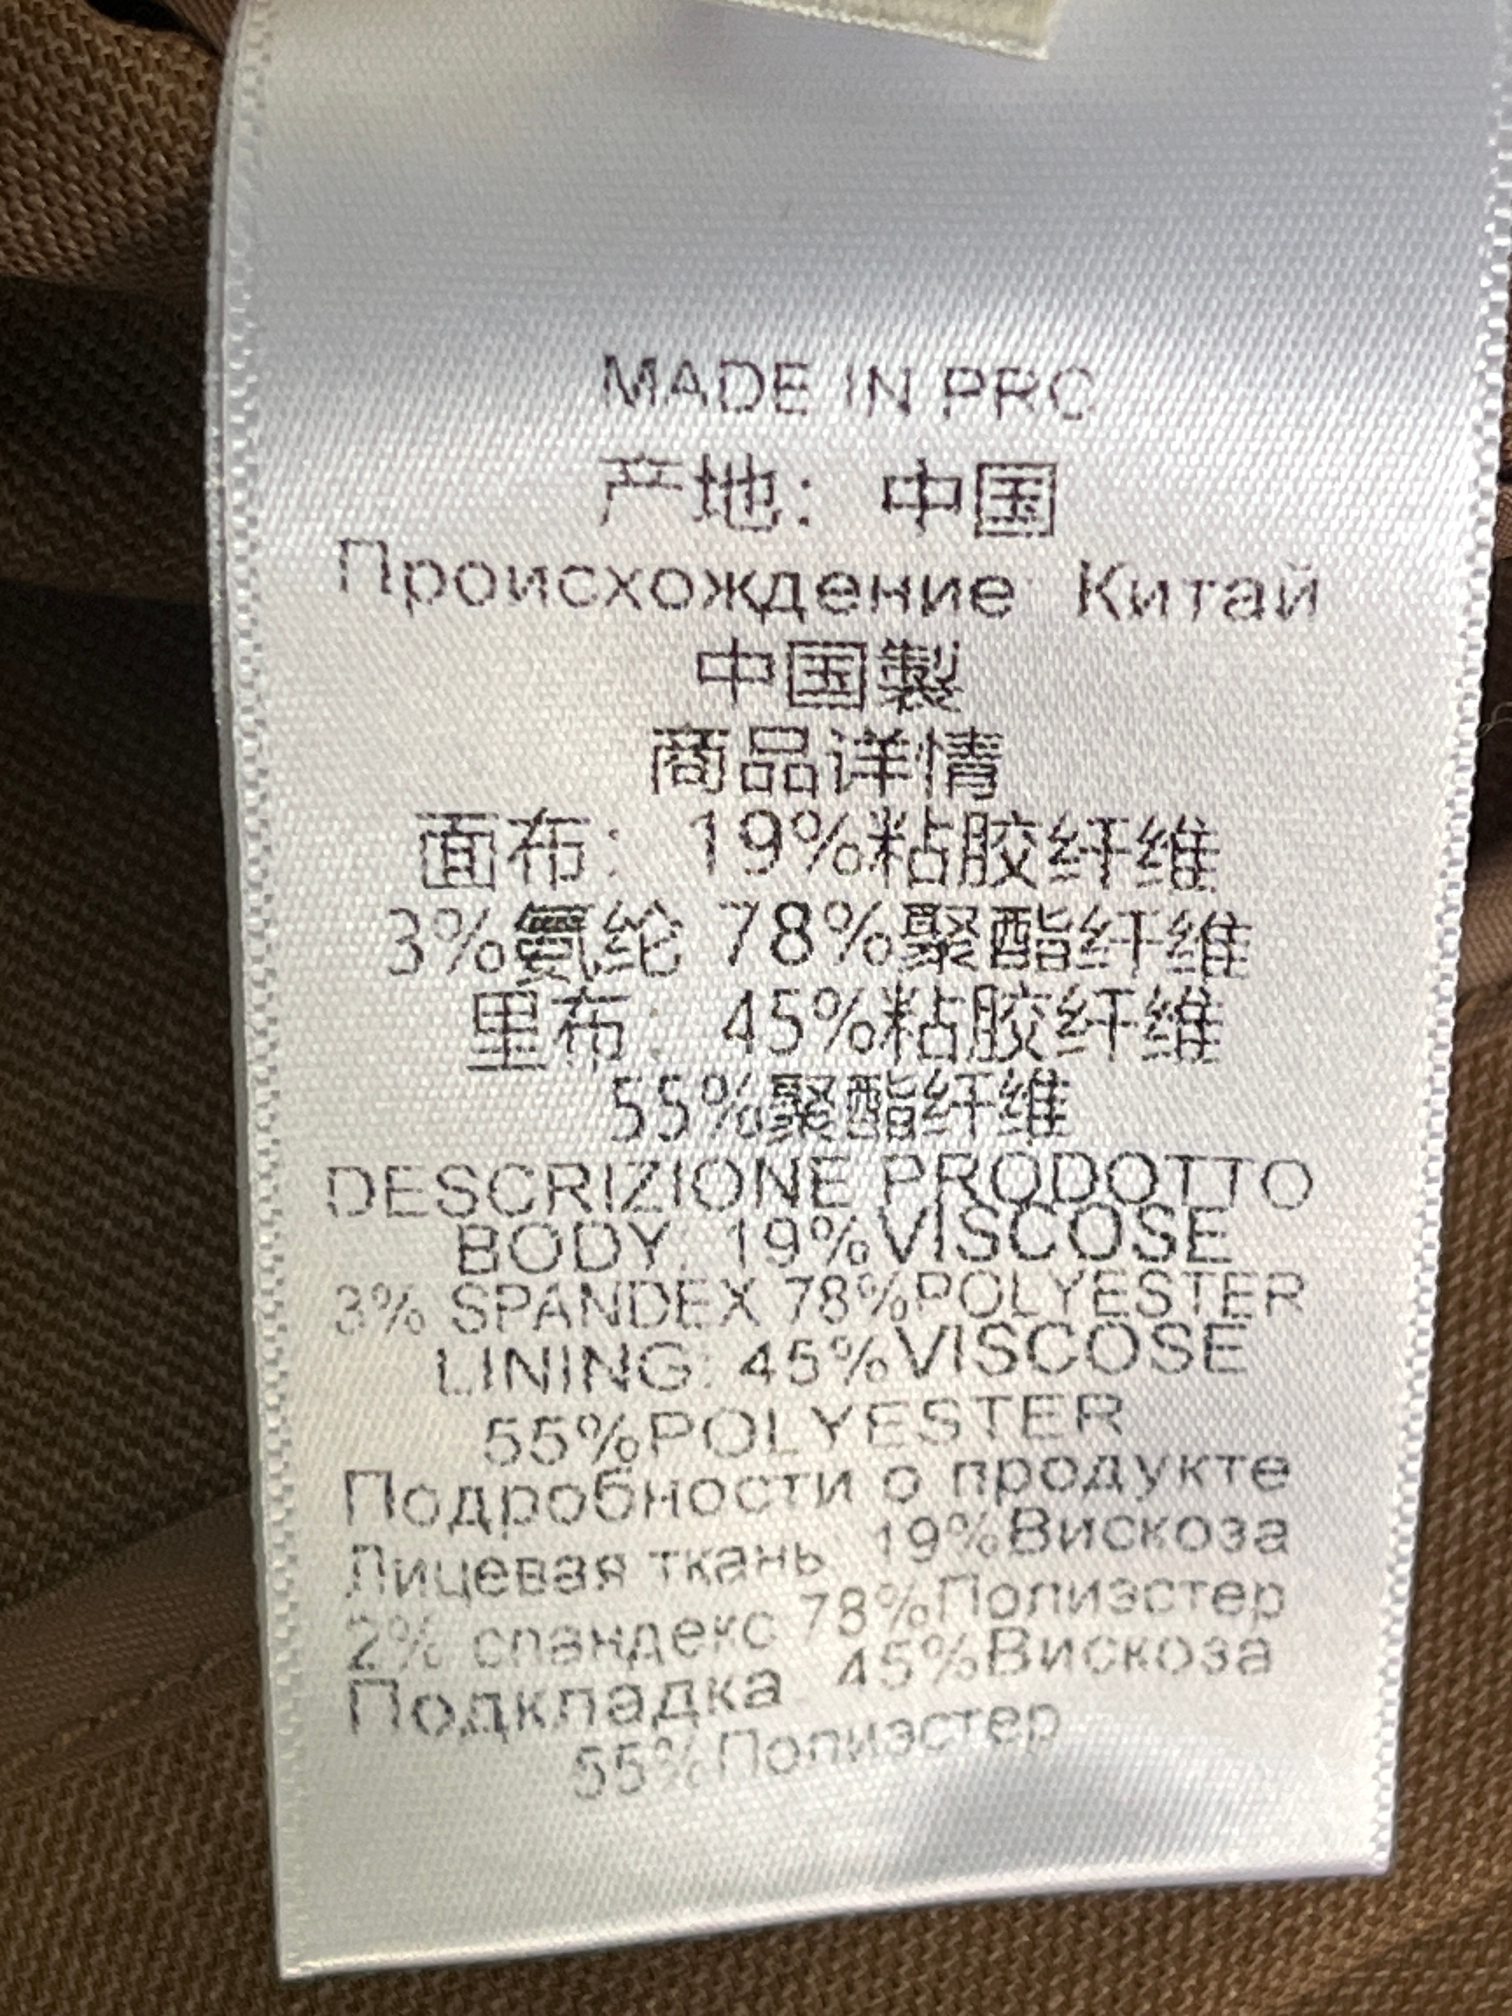 MADE IN PRC
产地: 中国
Происхождение: Китай
中国製
商品详情
面布: 19%粘胶纤维
3%氨纶 78%聚酯纤维
里布: 45%粘胶纤维
55%聚酯纤维
DESCRIZIONE PRODOTTO
BODY: 19%VISCOSE
3% SPANDEX 78%POLYESTER
LINING: 45%VISCOSE
55%POLYESTER
Подробности о продукте
Лицевая ткань 19%Вискоза
2% спандекс 78%Полиэстер
Подкладка 45%Вискоза
55%Полиэстер